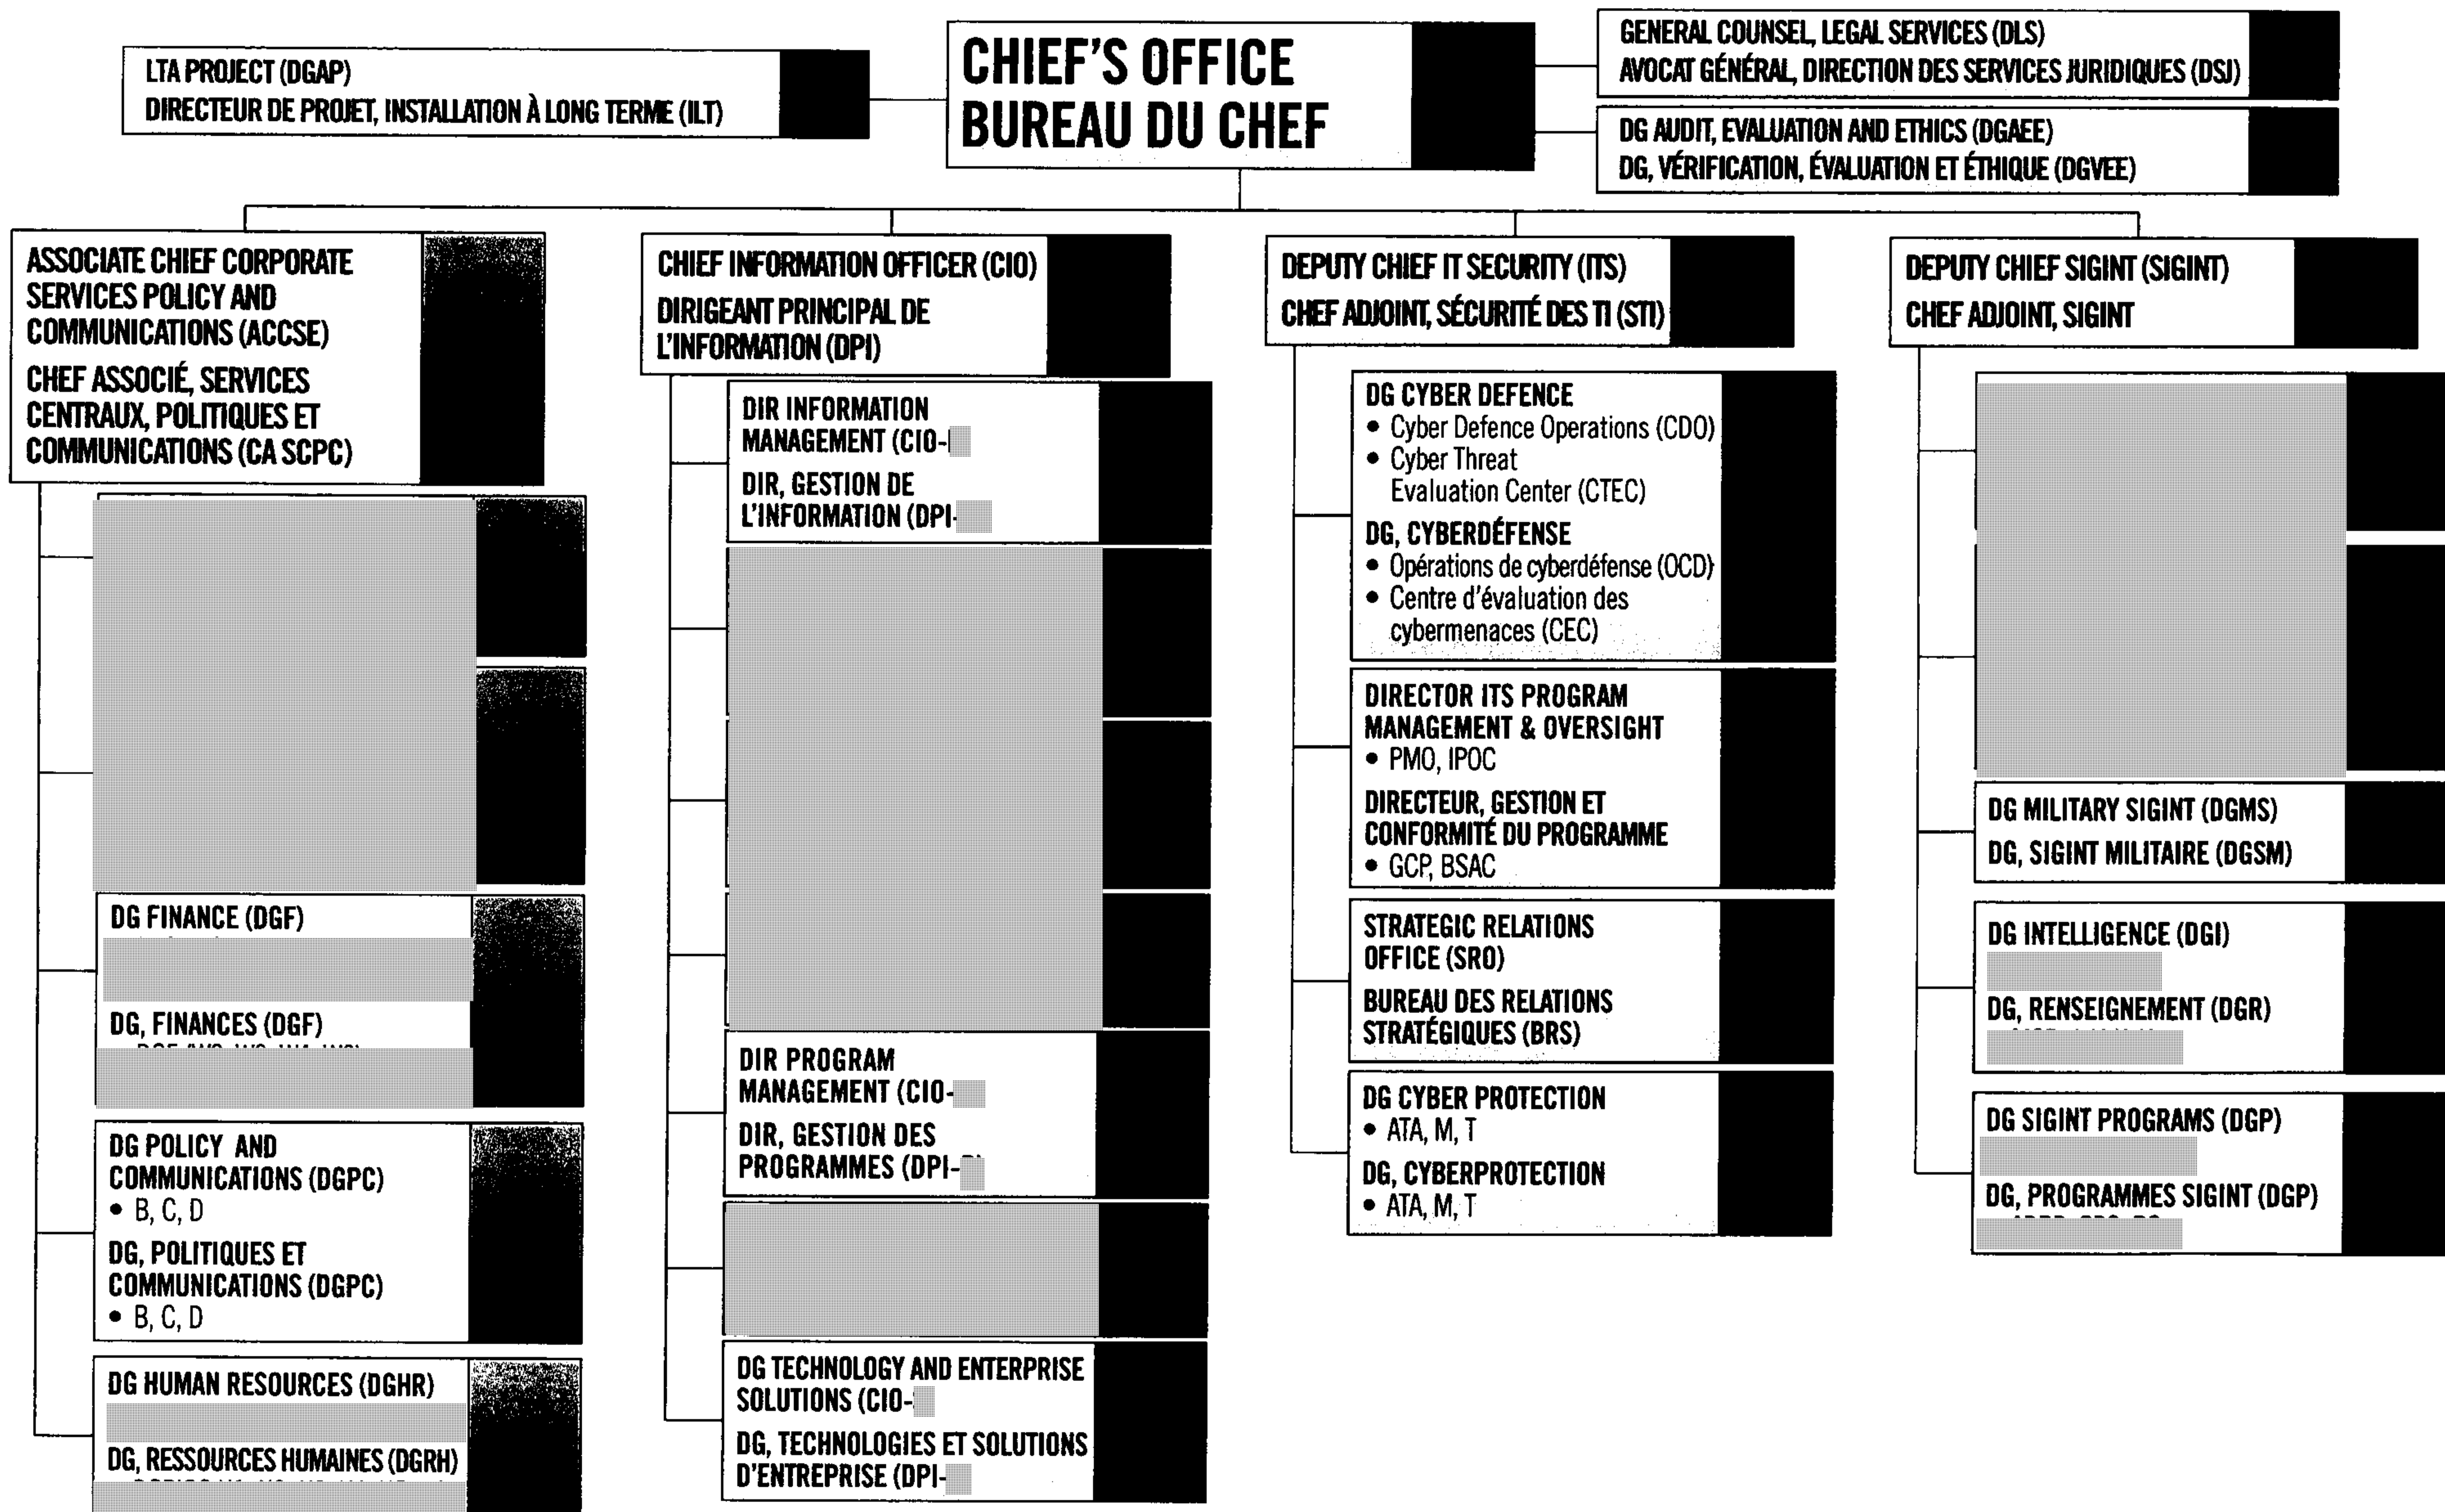 LTA PROJECT (DGAP)
DIRECTEUR DE PROJET, INSTALLATION À LONG TERME (ILT)
CHIEF'S OFFICE
BUREAU DU CHEF
GENERAL COUNSEL, LEGAL SERVICES (DLS)
AVOCAT GÉNÉRAL, DIRECTION DES SERVICES JURIDIQUES (DSJ)
DG AUDIT, EVALUATION AND ETHICS (DGAEE)
DG, VÉRIFICATION, ÉVALUATION ET ÉTHIQUE (DGVEE)
ASSOCIATE CHIEF CORPORATE
SERVICES POLICY AND
COMMUNICATIONS (ACCSE)
CHEF ASSOCIÉ, SERVICES
CENTRAUX, POLITIQUES ET
COMMUNICATIONS (CA SCPC)
DG FINANCE (DGF)
DG, FINANCES (DGF)
DG POLICY AND
COMMUNICATIONS (DGPC)
• B, C, D
DG, POLITIQUES ET
COMMUNICATIONS (DGPC)
• B, C, D
DG HUMAN RESOURCES (DGHR)
DG, RESSOURCES HUMAINES (DGRH)
CHIEF INFORMATION OFFICER (CIO)
DIRIGEANT PRINCIPAL DE
L'INFORMATION (DPI)
DIR INFORMATION
MANAGEMENT (CIO-
DIR, GESTION DE
L'INFORMATION (DPI-
DIR PROGRAM
MANAGEMENT (CIO-
DIR, GESTION DES
PROGRAMMES (DPI-
DG TECHNOLOGY AND ENTERPRISE
SOLUTIONS (CIO-
DG, TECHNOLOGIES ET SOLUTIONS
D'ENTREPRISE (DPI-
DEPUTY CHIEF IT SECURITY (ITS)
CHEF ADJOINT, SÉCURITÉ DES TI (STI)
DG CYBER DEFENCE
• Cyber Defence Operations (CDO)
• Cyber Threat
Evaluation Center (CTEC)
DG, CYBERDÉFENSE
• Opérations de cyberdéfense (OCD)
• Centre d'évaluation des
cybermenaces (CEC)
DIRECTOR ITS PROGRAM
MANAGEMENT & OVERSIGHT
• PMO, IPOC
DIRECTEUR, GESTION ET
CONFORMITÉ DU PROGRAMME
• GCP, BSAC
STRATEGIC RELATIONS
OFFICE (SRO)
BUREAU DES RELATIONS
STRATÉGIQUES (BRS)
DG CYBER PROTECTION
• ATA, M, T
DG, CYBERPROTECTION
• ATA, M, T
DEPUTY CHIEF SIGINT (SIGINT)
CHEF ADJOINT, SIGINT
DG MILITARY SIGINT (DGMS)
DG, SIGINT MILITAIRE (DGSM)
DG INTELLIGENCE (DGI)
DG, RENSEIGNEMENT (DGR)
DG SIGINT PROGRAMS (DGP)
DG, PROGRAMMES SIGINT (DGP)